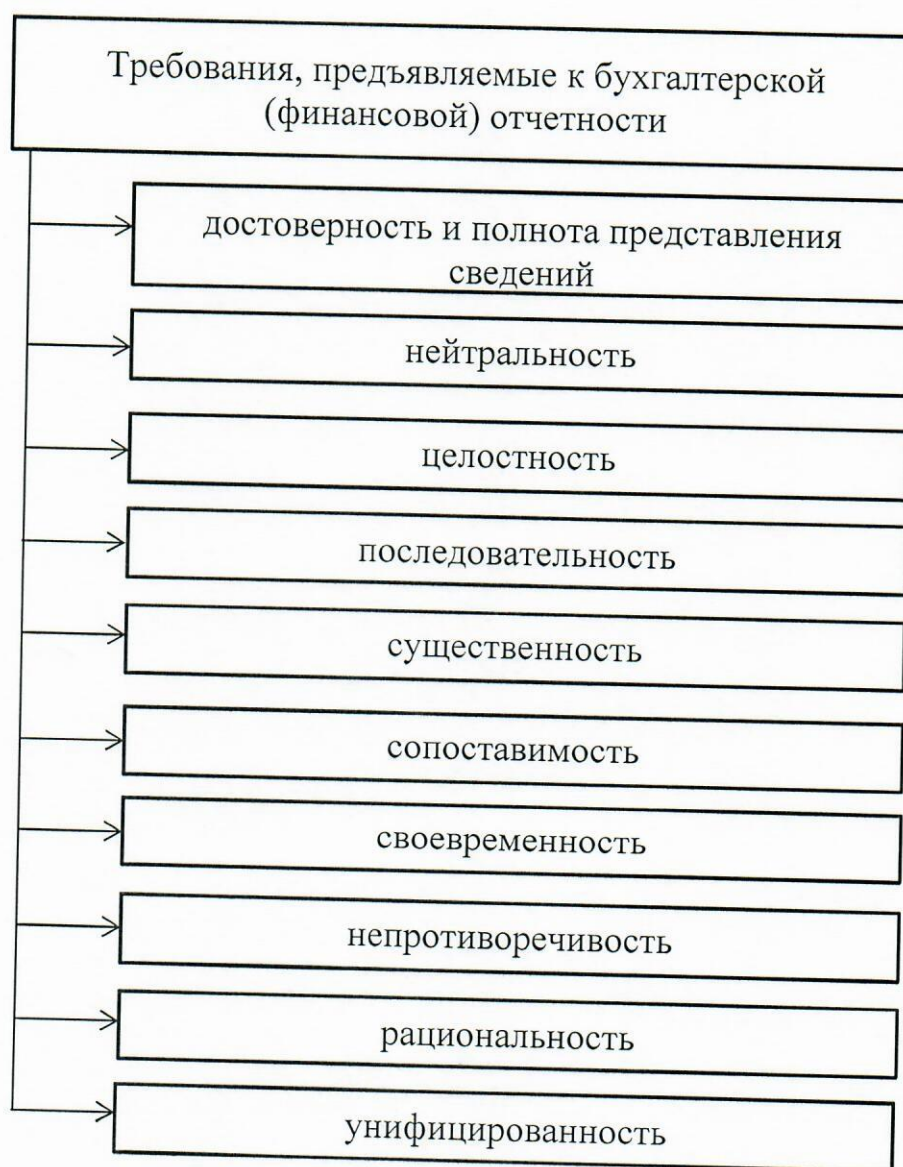 Требования, предъявляемые к бухгалтерской
(финансовой) отчетности
достоверность и полнота представления
сведений
нейтральность
целостность
последовательность
существенность
сопоставимость
своевременность
непротиворечивость
рациональность
унифицированность